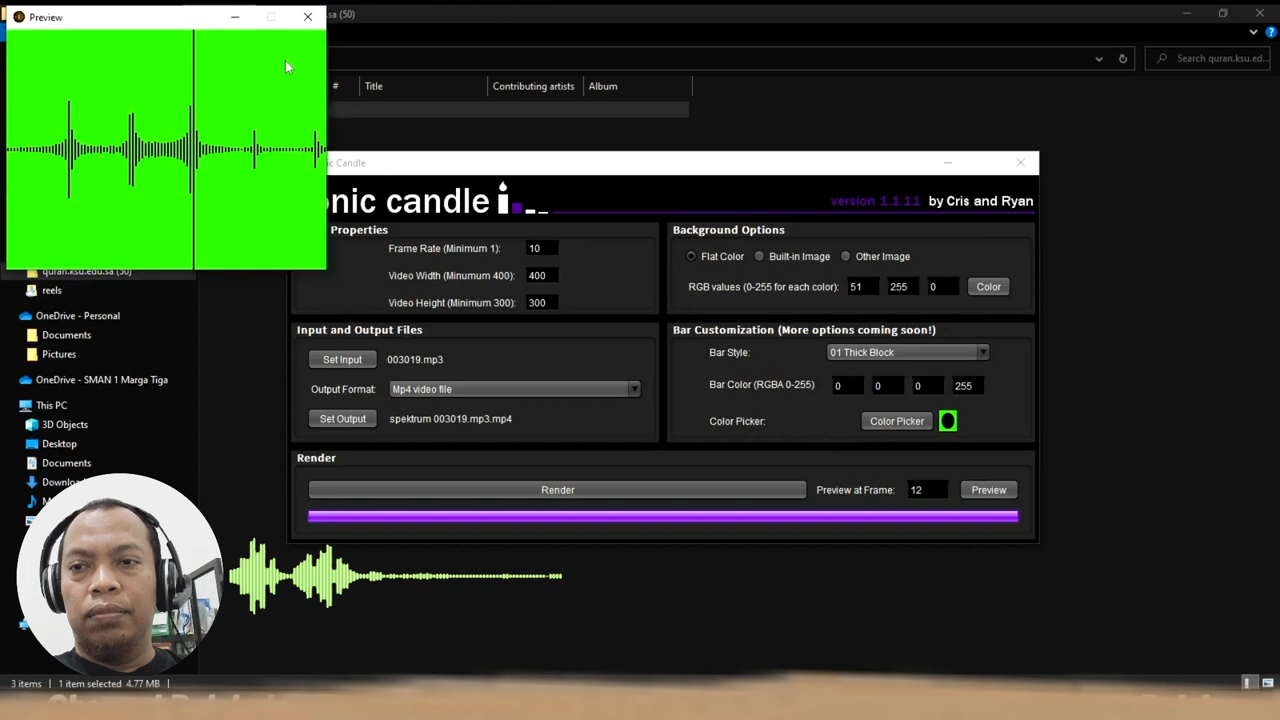 Preview
.sa (50)
Search quran.ksu.ed...
#
Title
Contributing artists
Album
Candle
onic candle
version 1.1.11 by Cris and Ryan
Properties
Frame Rate (Minimum 1): 10
Video Width (Minumum 400): 400
Video Height (Minimum 300): 300
Background Options
Flat Color
Built-in Image
Other Image
RGB values (0-255 for each color): 51 255 0 Color
Input and Output Files
Set Input 003019.mp3
Output Format: Mp4 video file
Set Output spektrum 003019.mp3.mp4
Bar Customization (More options coming soon!)
Bar Style: 01 Thick Block
Bar Color (RGBA 0-255) 0 0 0 255
Color Picker: Color Picker
Render
Render
Preview at Frame: 12 Preview
quran.ksu.edu.sa (50)
reels
OneDrive - Personal
Documents
Pictures
OneDrive - SMAN 1 Marga Tiga
This PC
3D Objects
Desktop
Documents
3 items
1 item selected 4.77 MB